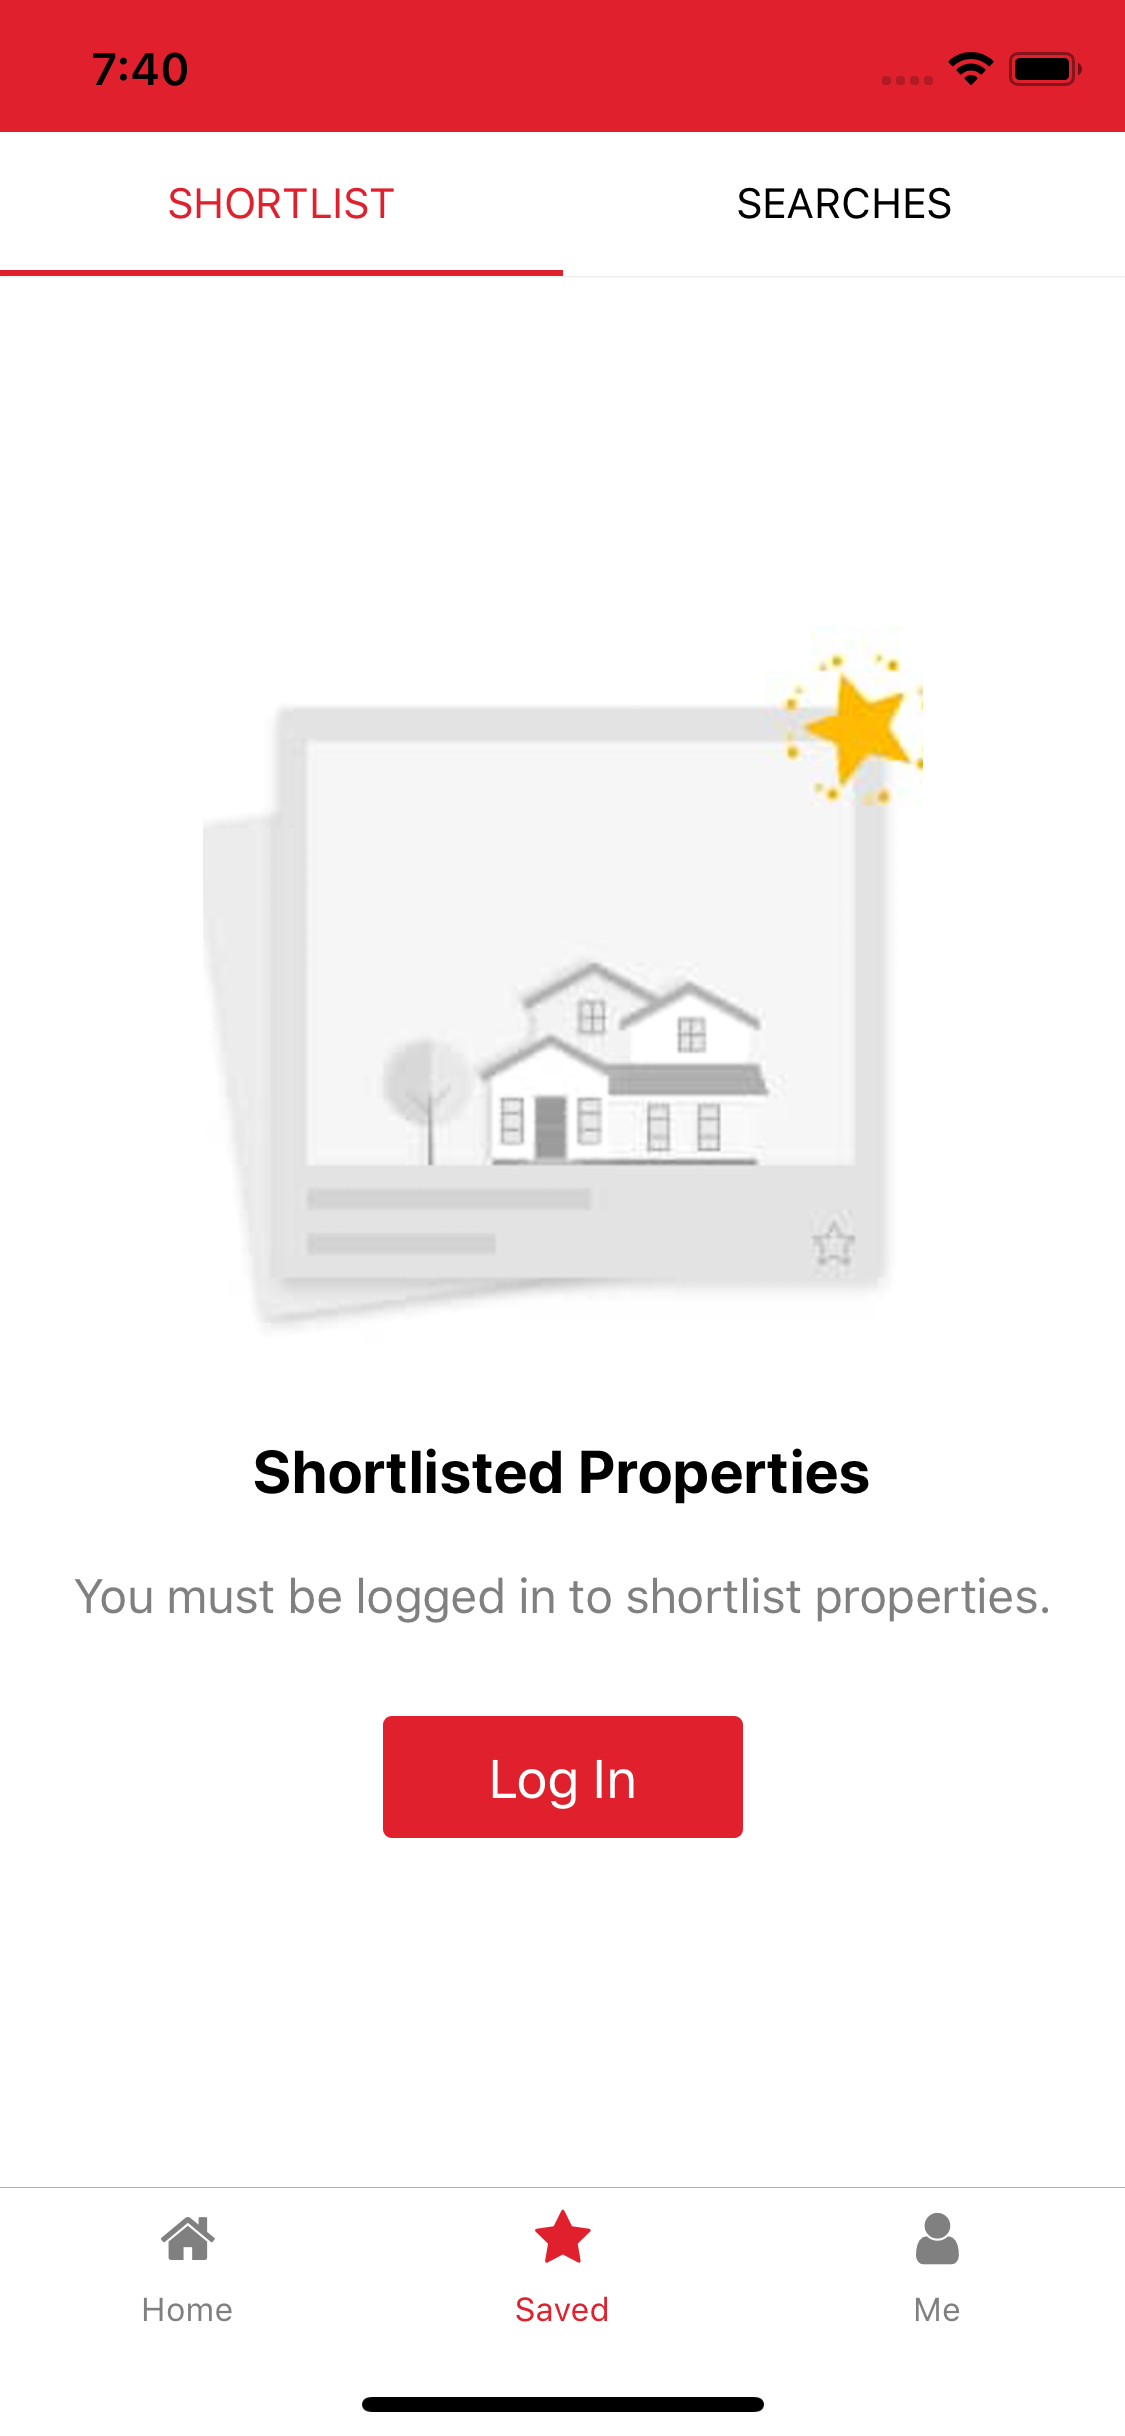 7:40
SHORTLIST
SEARCHES
Shortlisted Properties
You must be logged in to shortlist properties.
Log In
Home
Saved
Me